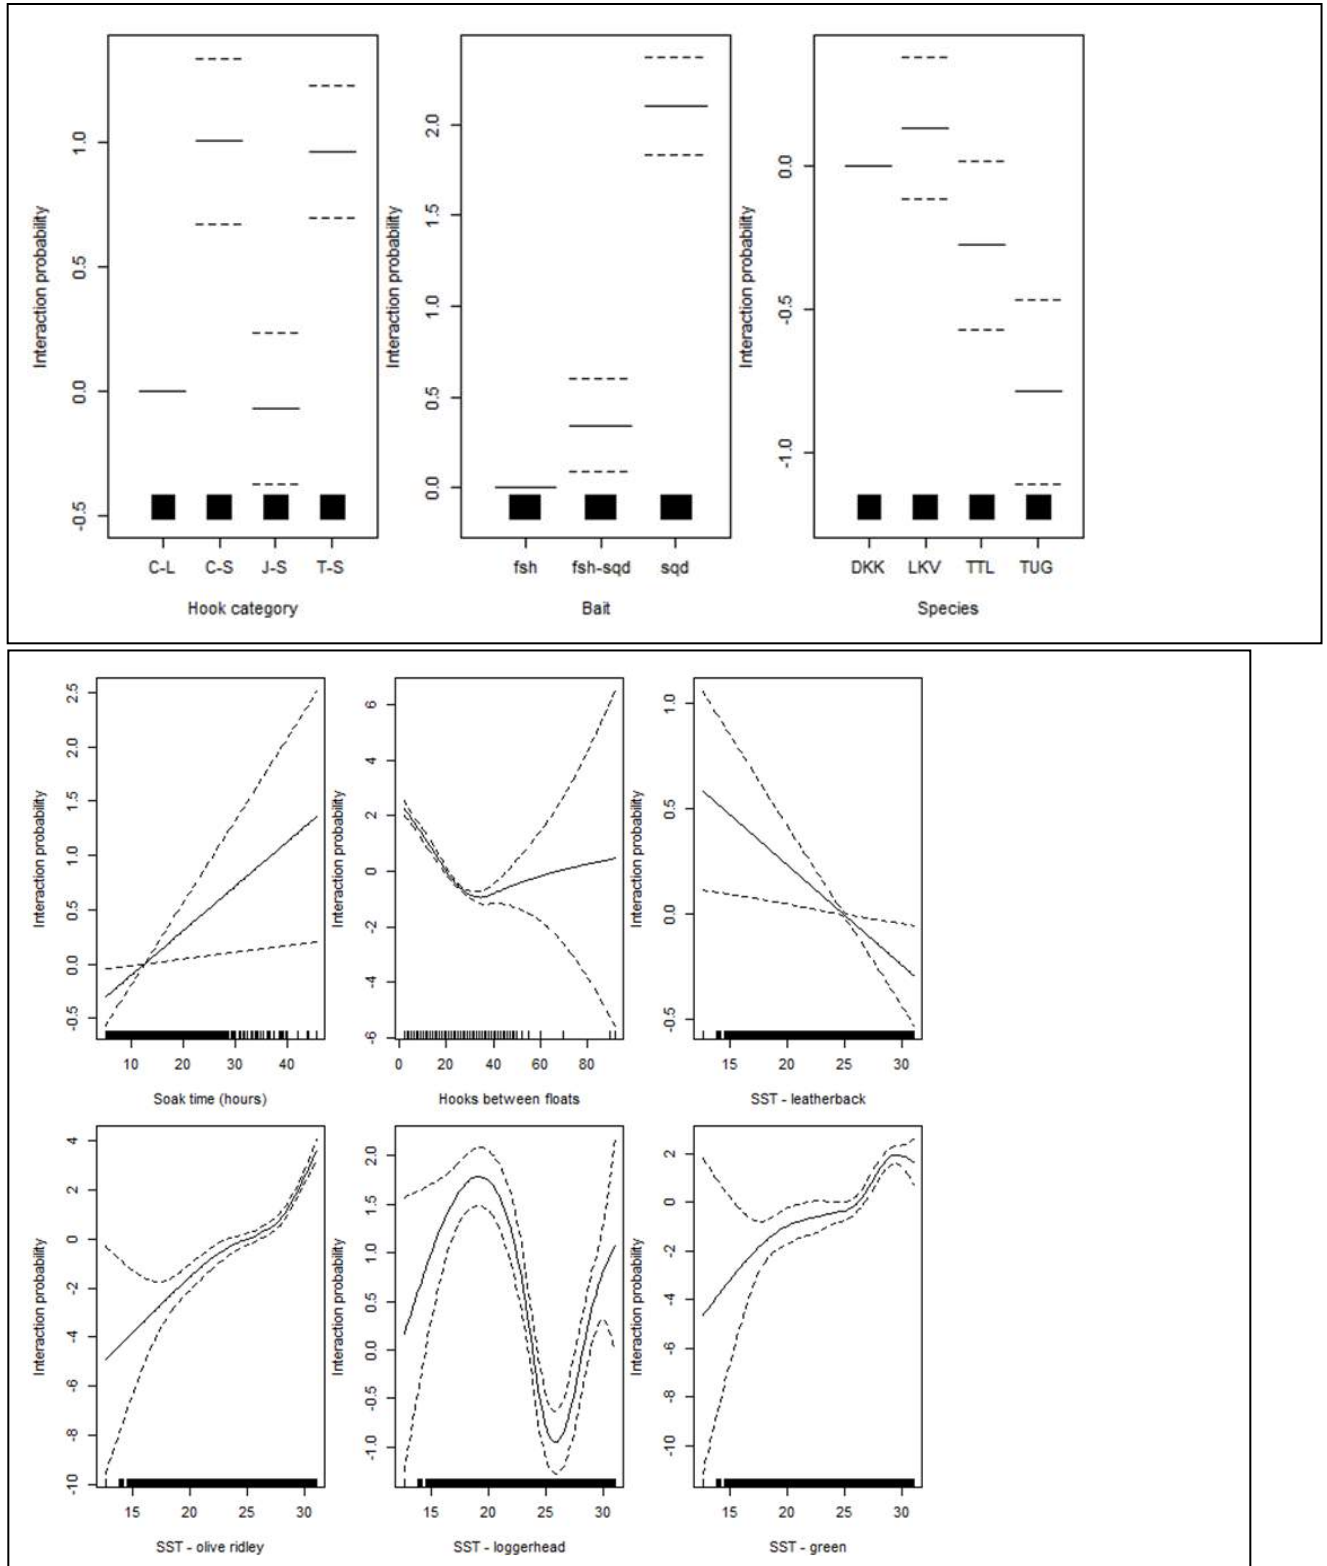 Interaction probability
1.0
0.5
0.0
-0.5
C-L C-S J-S T-S
Hook category
Interaction probability
2.0
1.5
1.0
0.5
0.0
fsh fsh-sqd sqd
Bait
Interaction probability
0.0
-0.5
-1.0
DKK LKV TTL TUG
Species
Interaction probability
2.5
2.0
1.5
1.0
0.5
0.0
-0.5
10 20 30 40
Soak time (hours)
Interaction probability
6
4
2
0
-2
-4
-6
0 20 40 60 80
Hooks between floats
Interaction probability
1.0
0.5
0.0
-0.5
15 20 25 30
SST - leatherback
Interaction probability
4
2
0
-2
-4
-6
-8
-10
15 20 25 30
SST - olive ridley
Interaction probability
2.0
1.5
1.0
0.5
0.0
-0.5
-1.0
15 20 25 30
SST - loggerhead
Interaction probability
2
0
-2
-4
-6
-8
-10
15 20 25 30
SST - green